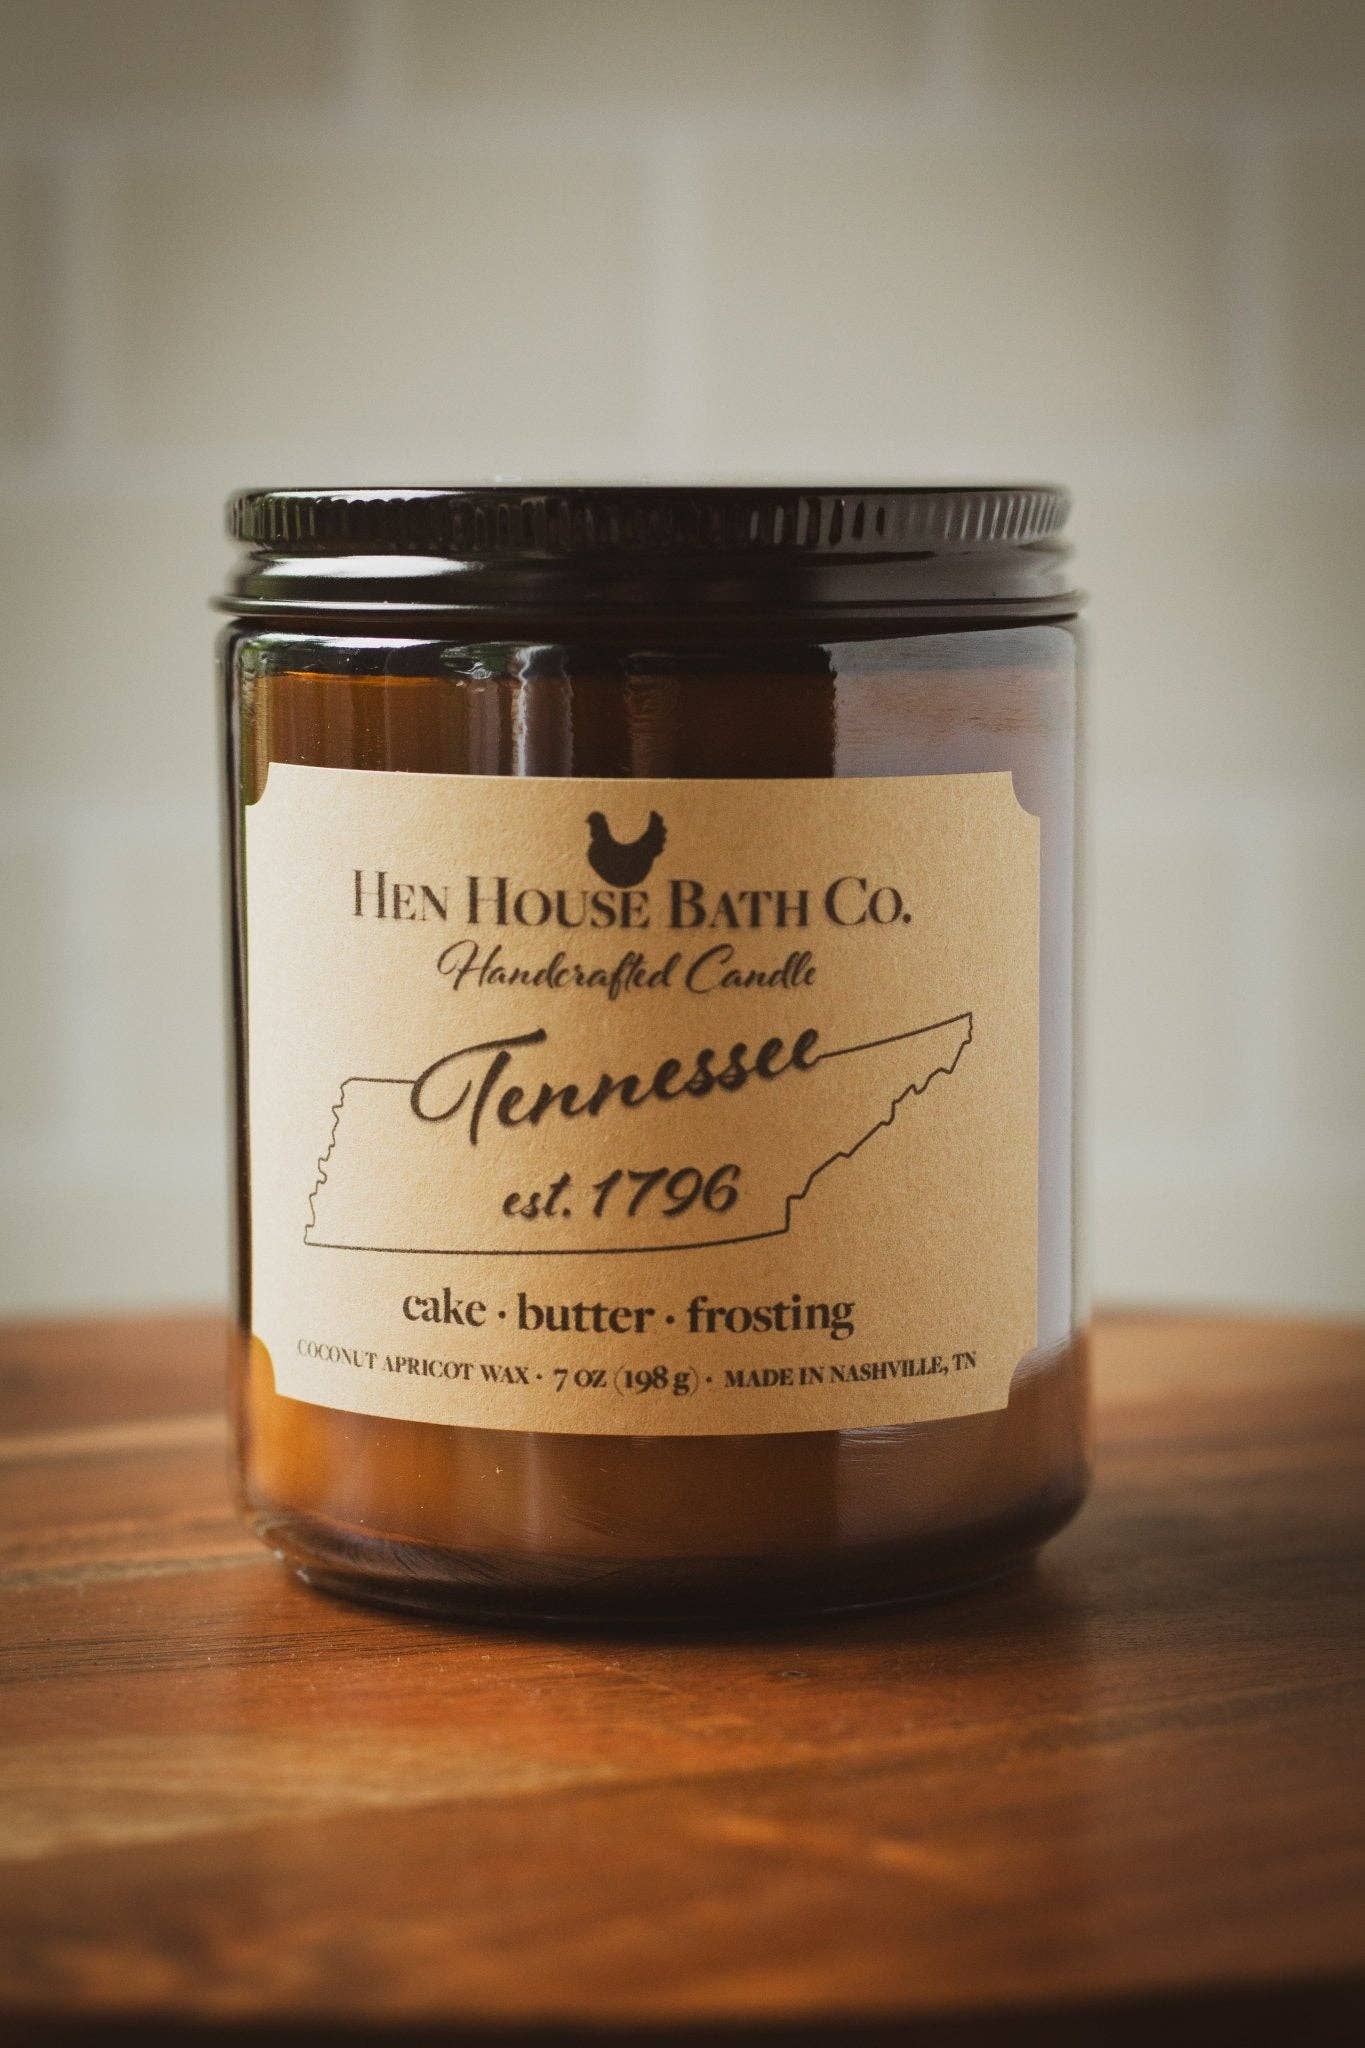 Hen House Bath Co.
Handcrafted Candle
Tennessee
est. 1796
cake · butter · frosting
COCONUT APRICOT WAX · 7 OZ (198 g) · MADE IN NASHVILLE, TN